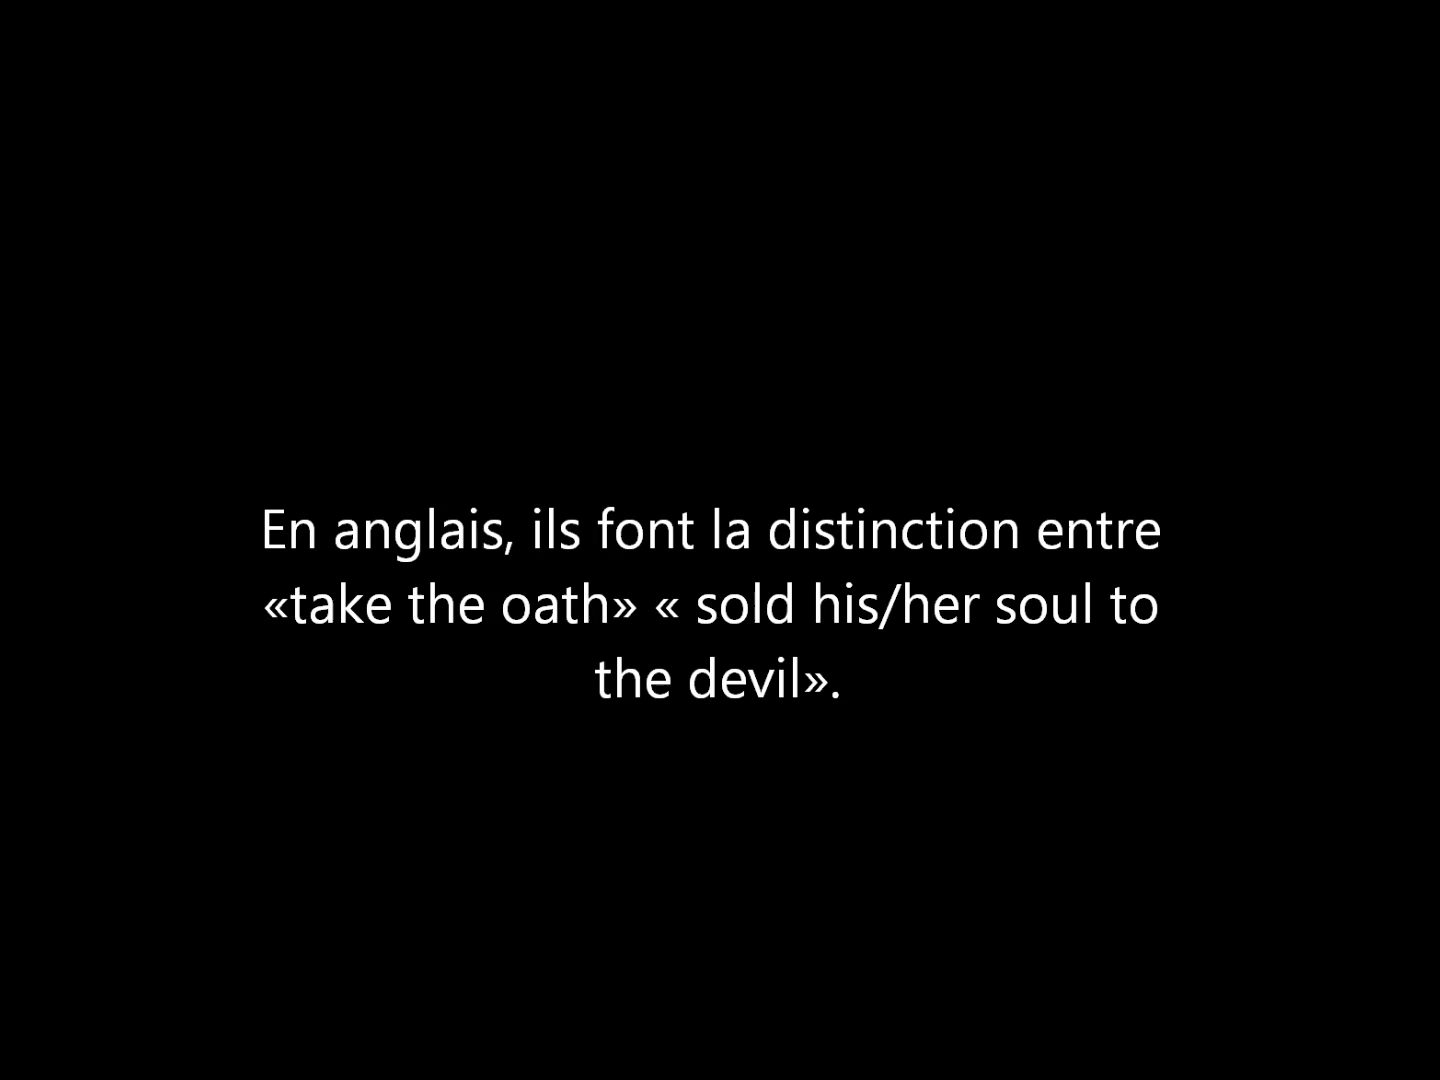 En anglais, ils font la distinction entre
«take the oath» « sold his/her soul to
the devil».